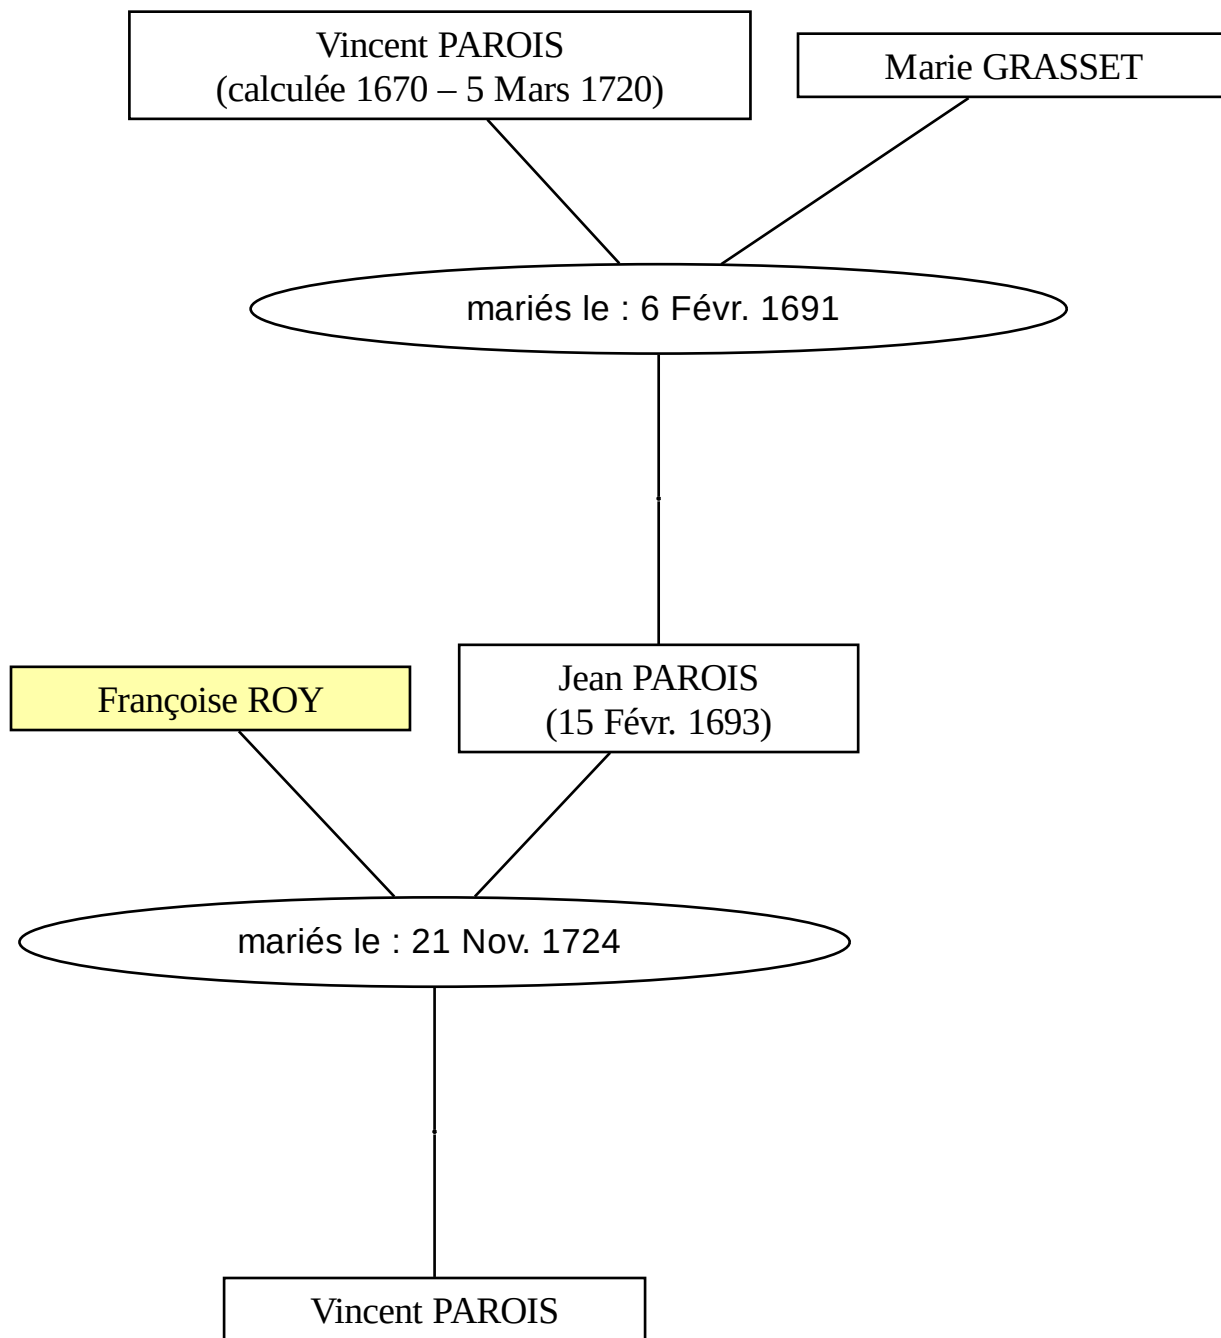 Vincent PAROIS
(calculée 1670 – 5 Mars 1720)
Marie GRASSET
mariés le : 6 Févr. 1691
Françoise ROY
Jean PAROIS
(15 Févr. 1693)
mariés le : 21 Nov. 1724
Vincent PAROIS